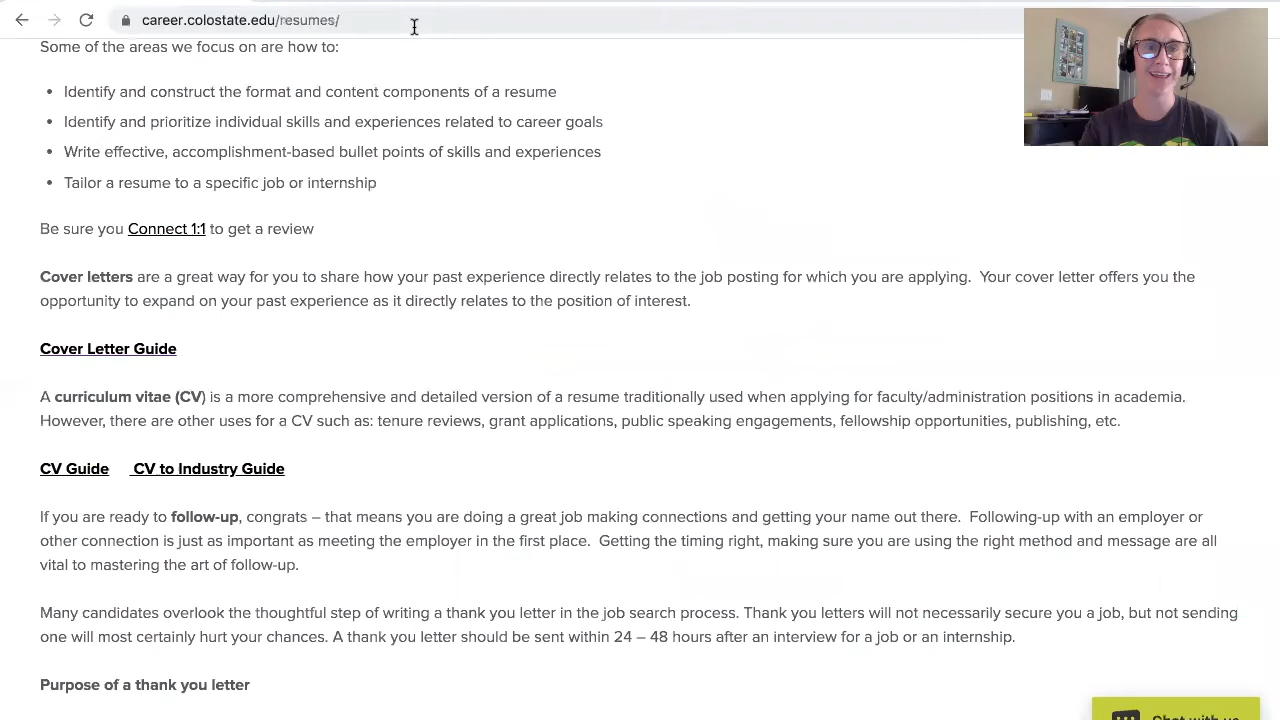 career.colostate.edu/resumes/
Some of the areas we focus on are how to:
• Identify and construct the format and content components of a resume
• Identify and prioritize individual skills and experiences related to career goals
• Write effective, accomplishment-based bullet points of skills and experiences
• Tailor a resume to a specific job or internship
Be sure you Connect 1:1 to get a review
Cover letters are a great way for you to share how your past experience directly relates to the job posting for which you are applying.  Your cover letter offers you the
opportunity to expand on your past experience as it directly relates to the position of interest.
Cover Letter Guide
A curriculum vitae (CV) is a more comprehensive and detailed version of a resume traditionally used when applying for faculty/administration positions in academia.
However, there are other uses for a CV such as: tenure reviews, grant applications, public speaking engagements, fellowship opportunities, publishing, etc.
CV Guide     CV to Industry Guide
If you are ready to follow-up, congrats – that means you are doing a great job making connections and getting your name out there.  Following-up with an employer or
other connection is just as important as meeting the employer in the first place.  Getting the timing right, making sure you are using the right method and message are all
vital to mastering the art of follow-up.
Many candidates overlook the thoughtful step of writing a thank you letter in the job search process. Thank you letters will not necessarily secure you a job, but not sending
one will most certainly hurt your chances. A thank you letter should be sent within 24 – 48 hours after an interview for a job or an internship.
Purpose of a thank you letter
Chat with us